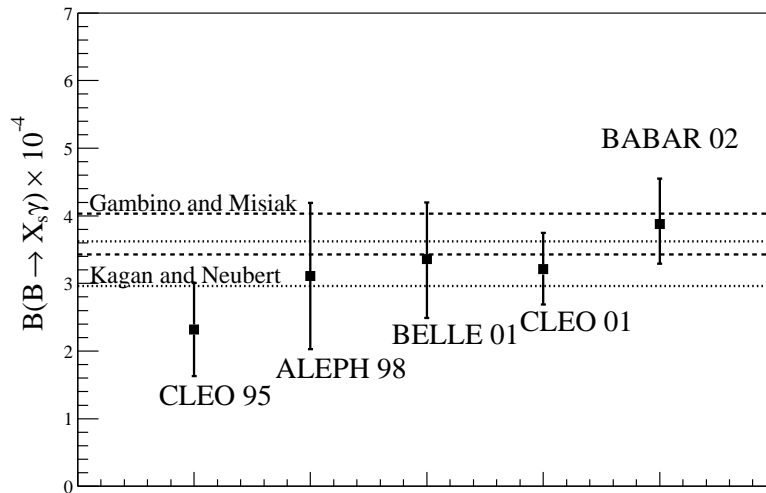 7
6
5
BABAR 02
Gambino and Misiak
4
Kagan and Neubert
3
BELLE 01
CLEO 01
ALEPH 98
2
CLEO 95
1
0
B(B → X_sγ) × 10^-4